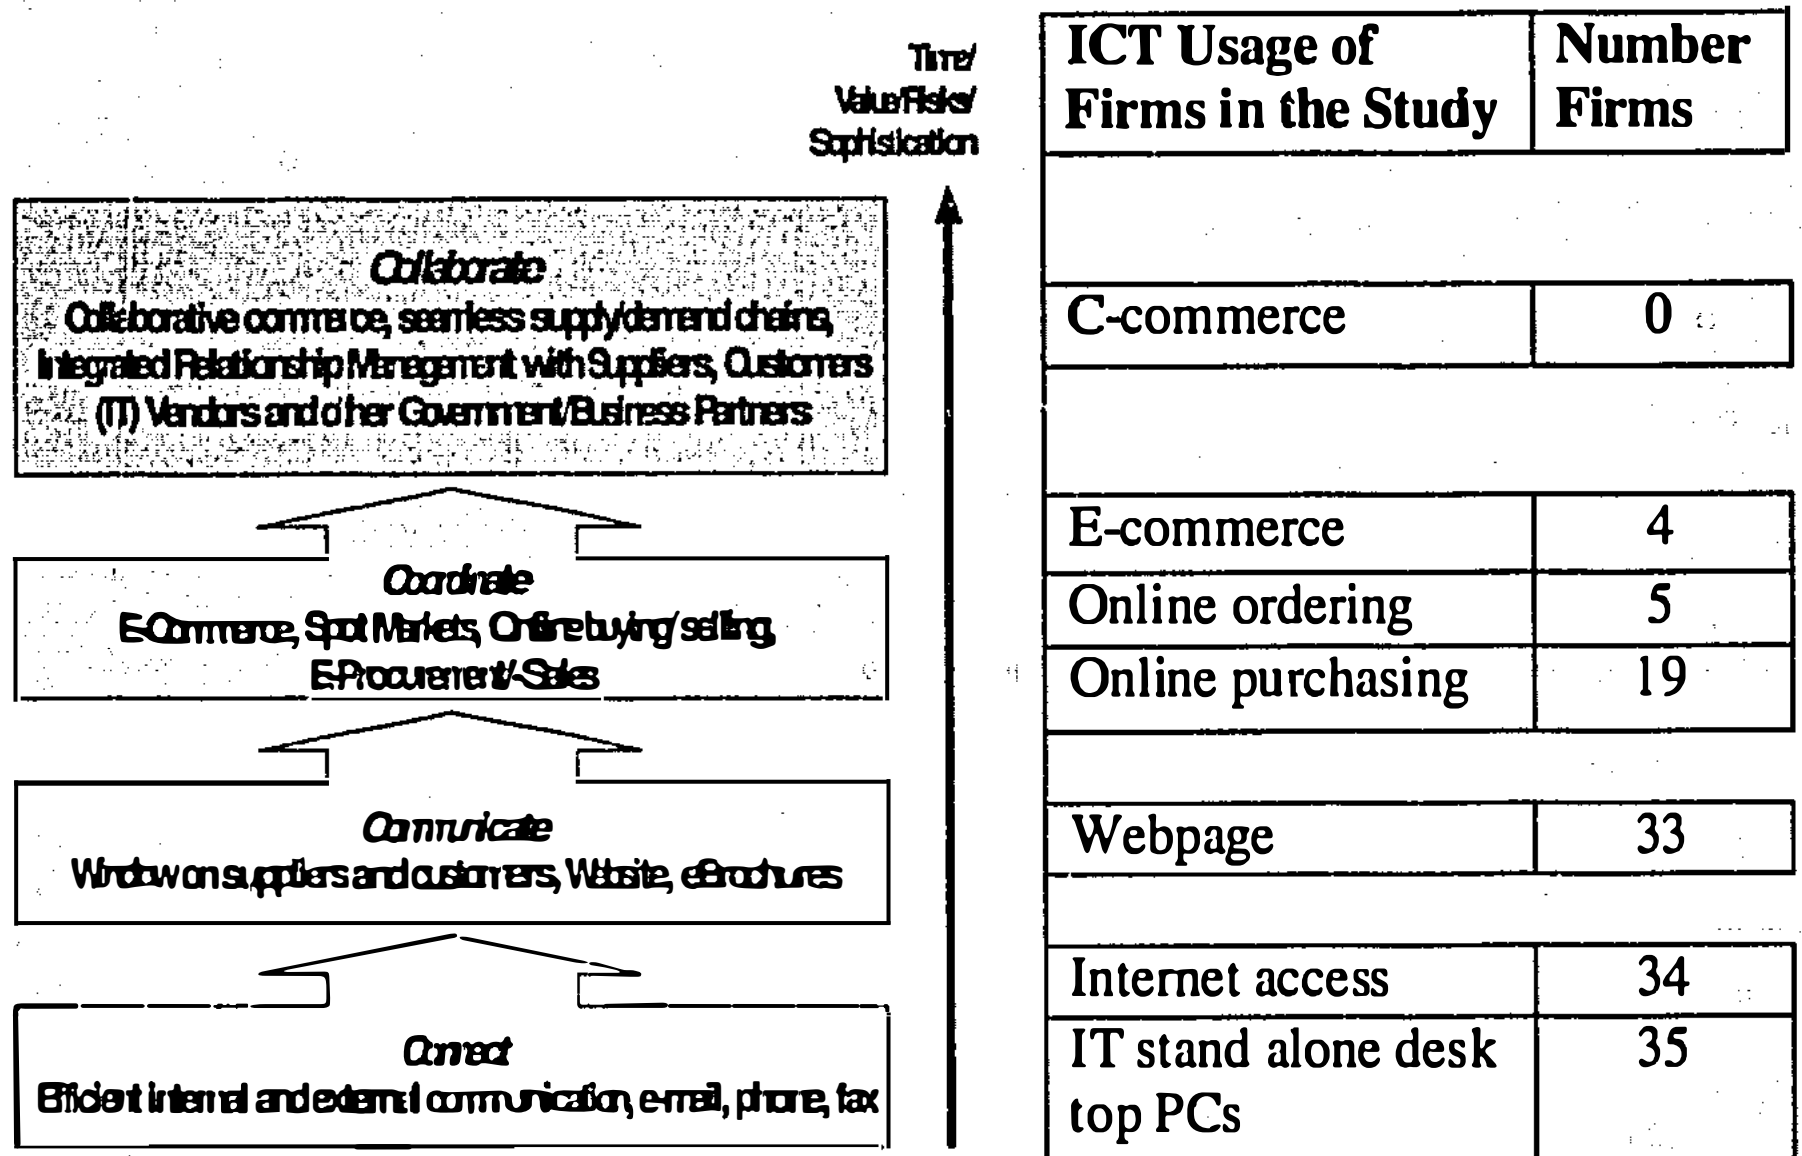 Time/
Value/Risks/
Sophistication
Collaborate
Collaborative commerce, seamless supply/demand chains,
Integrated Relationship Management with Suppliers, Customers
(IT) Vendors and other Government/Business Partners
Coordinate
E-Commerce, Spot Markets, Online buying/selling,
E-Procurement/-Sales
Communicate
Window on suppliers and customers, Website, eBrochures
Connect
Efficient internal and external communication, e-mail, phone, fax
ICT Usage of Number
Firms in the Study Firms
C-commerce 0
E-commerce 4
Online ordering 5
Online purchasing 19
Webpage 33
Internet access 34
IT stand alone desk 35
top PCs